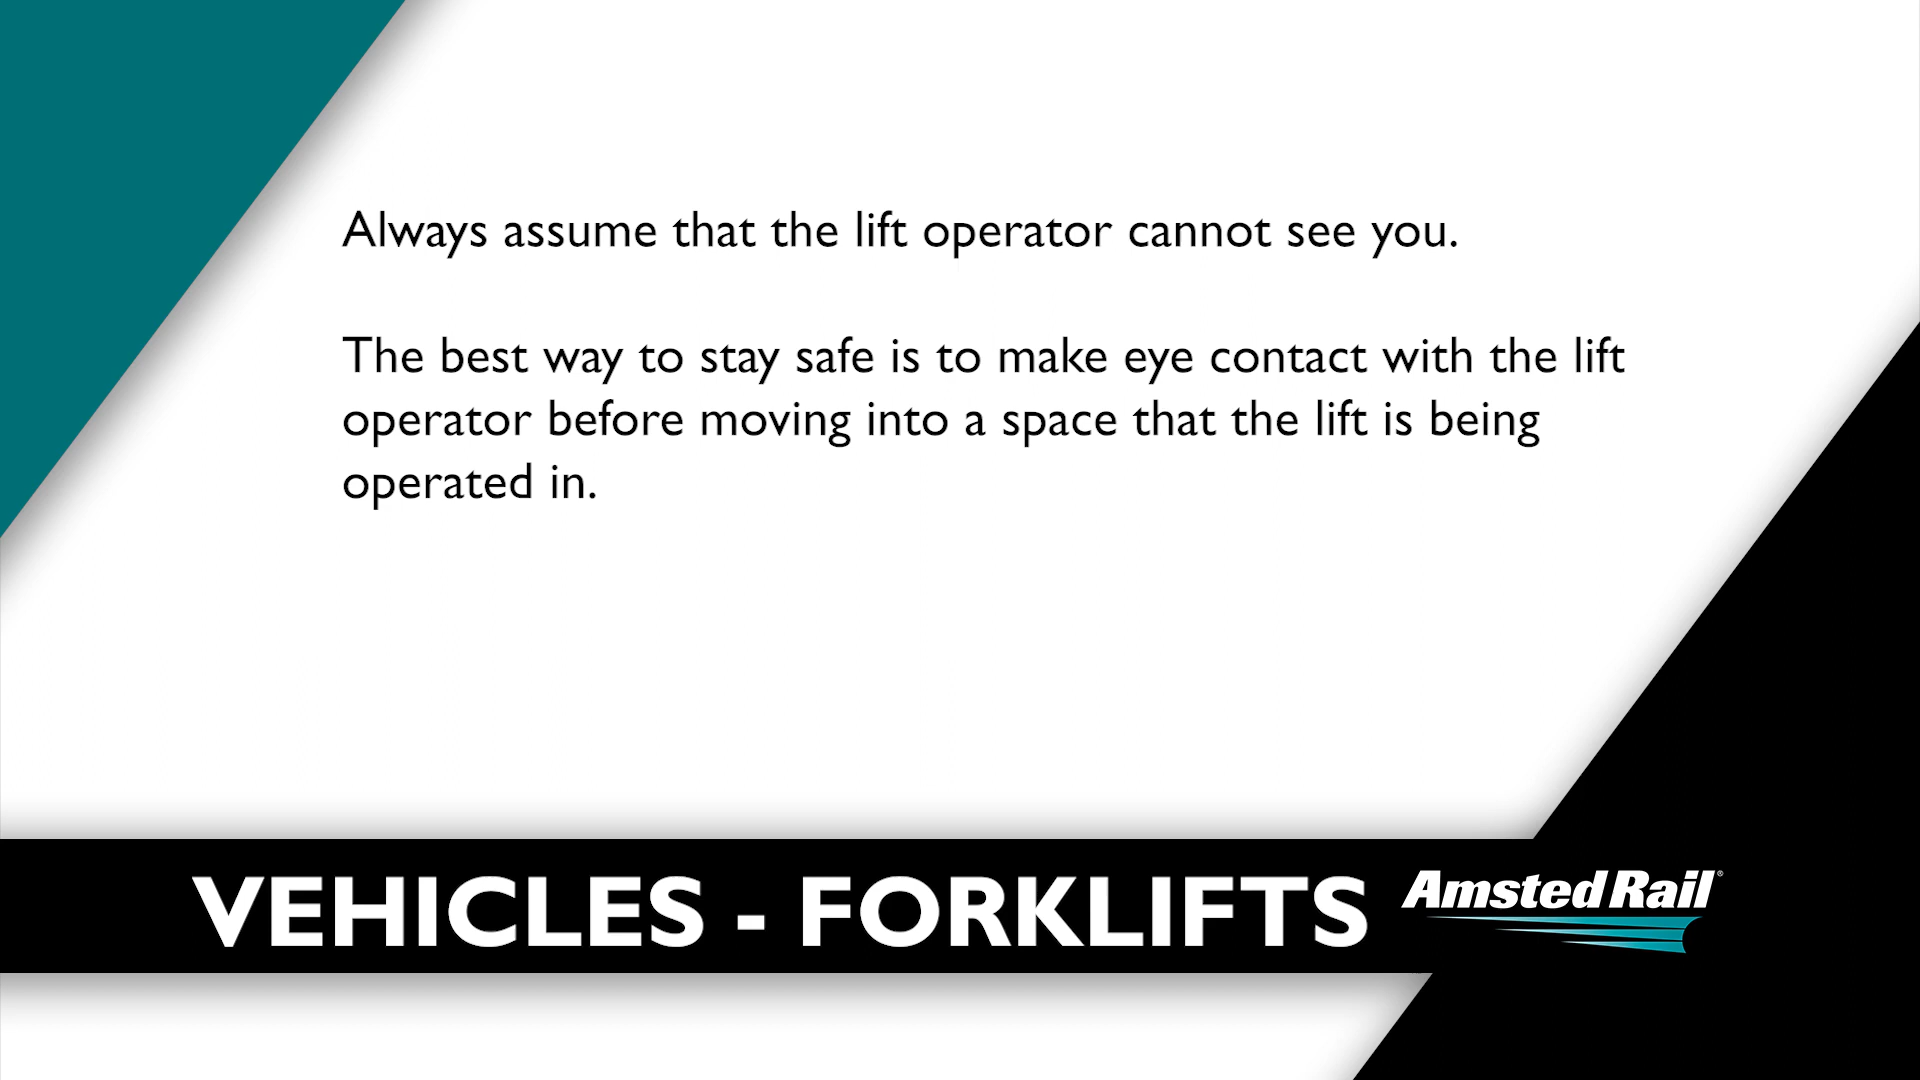 Always assume that the lift operator cannot see you.
The best way to stay safe is to make eye contact with the lift
operator before moving into a space that the lift is being
operated in.
VEHICLES - FORKLIFTS
Amsted Rail®